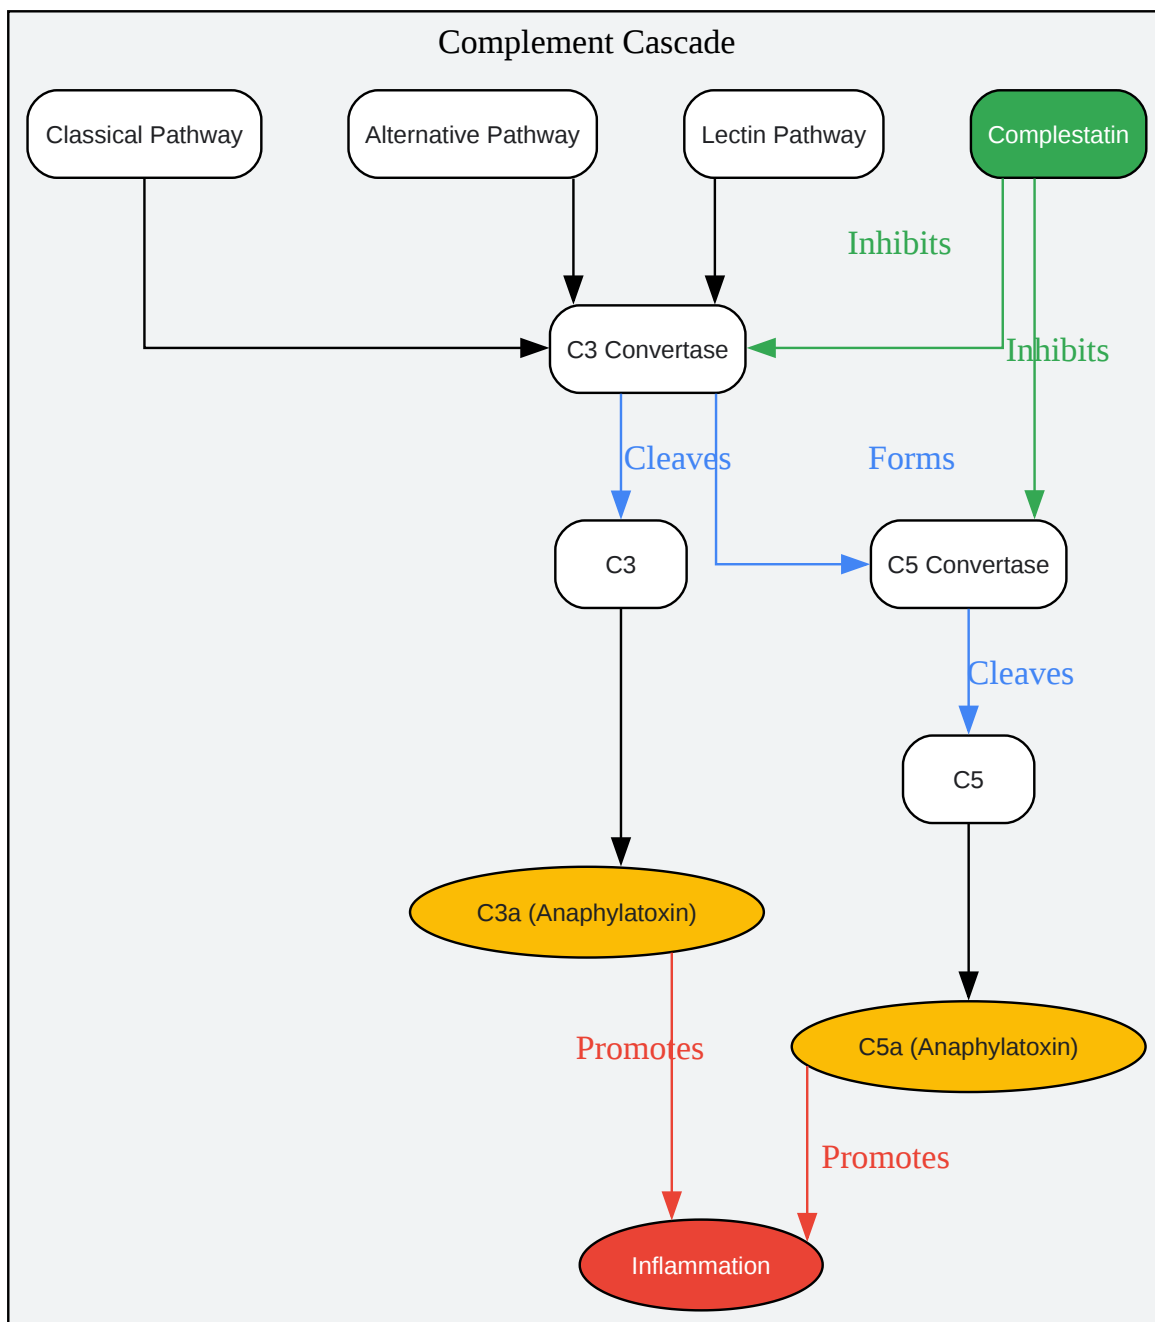 Complement Cascade
Classical Pathway
Alternative Pathway
Lectin Pathway
Complestatin
Inhibits
C3 Convertase
Inhibits
Cleaves
Forms
C3
C5 Convertase
Cleaves
C5
C3a (Anaphylatoxin)
C5a (Anaphylatoxin)
Promotes
Promotes
Inflammation